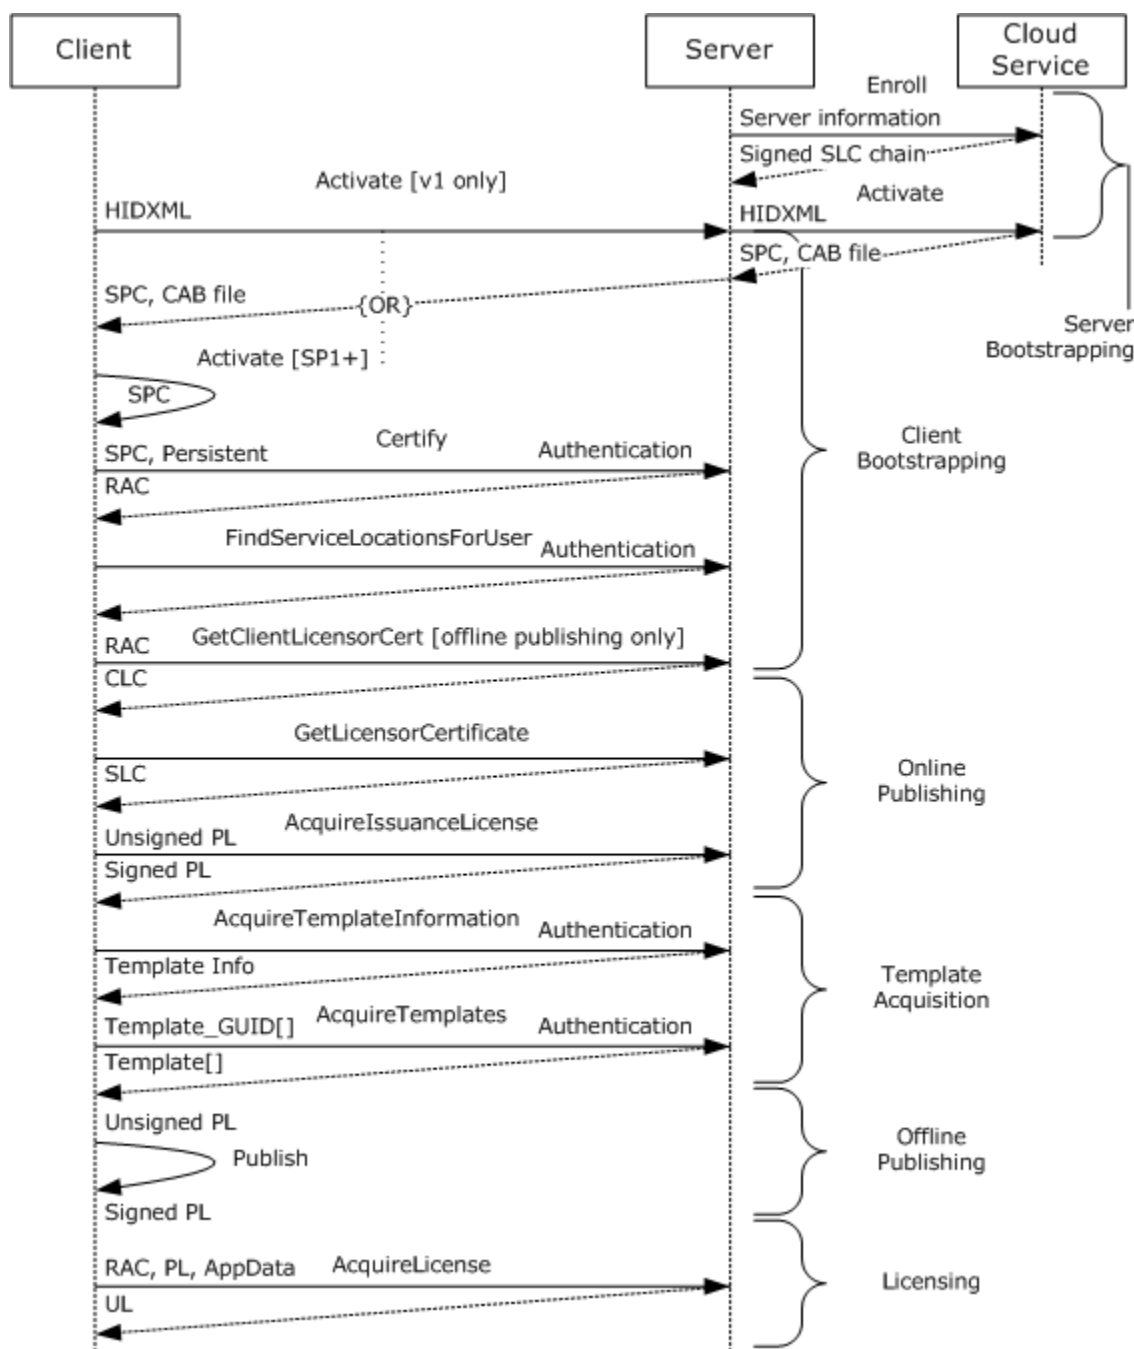 Client
Server
Cloud
Service
Enroll
Server information
Signed SLC chain
Activate [v1 only]
Activate
HIDXML
HIDXML
SPC, CAB file
SPC, CAB file
{OR}
Server
Bootstrapping
Activate [SP1+]
SPC
Certify
Authentication
SPC, Persistent
RAC
Client
Bootstrapping
FindServiceLocationsForUser
Authentication
GetClientLicensorCert [offline publishing only]
RAC
CLC
GetLicensorCertificate
SLC
Online
Publishing
AcquireIssuanceLicense
Unsigned PL
Signed PL
AcquireTemplateInformation
Authentication
Template Info
Template
Acquisition
AcquireTemplates
Authentication
Template_GUID[]
Template[]
Unsigned PL
Publish
Signed PL
Offline
Publishing
RAC, PL, AppData
AcquireLicense
UL
Licensing